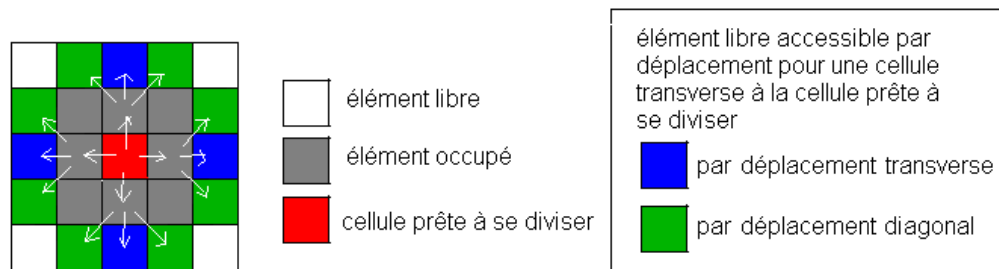 élément libre
élément occupé
cellule prête à se diviser
élément libre accessible par
déplacement pour une cellule
transverse à la cellule prête à
se diviser
par déplacement transverse
par déplacement diagonal